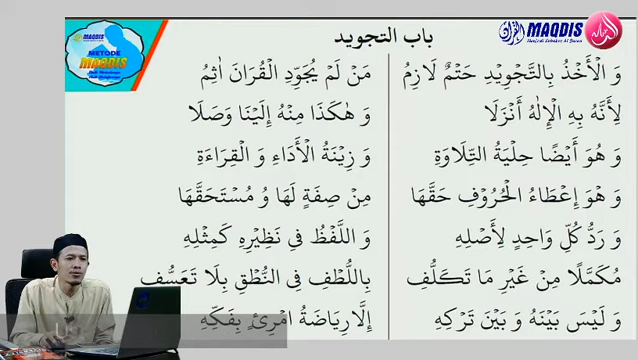 METODE
MAQDIS
MAQDIS
باب التجويد
وَ الْأَخْذُ بِالتَّجْوِيْدِ حَتْمٌ لَازِمُ مَنْ لَمْ يُجَوِّدِ الْقُرَانَ اٰثِمُ
لِأَنَّهُ بِهِ الْإِلٰهُ أَنْزَلَا وَ هٰكَذَا مِنْهُ إِلَيْنَا وَصَلَا
وَ هُوَ أَيْضًا حِلْيَةُ التِّلَاوَةِ وَ زِيْنَةُ الْأَدَاءِ وَ الْقِرَاءَةِ
وَ هْوَ إِعْطَاءُ الْحُرُوْفِ حَقَّهَا مِنْ صِفَةٍ لَهَا وَ مُسْتَحَقَّهَا
وَ رَدُّ كُلِّ وَاحِدٍ لِأَصْلِهِ وَ اللَّفْظُ فِي نَظِيْرِهِ كَمِثْلِهِ
مُكَمَّلًا مِنْ غَيْرِ مَا تَكَلُّفِ بِاللُّطْفِ فِي النُّطْقِ بِلَا تَعَسُّفِ
وَ لَيْسَ بَيْنَهُ وَ بَيْنَ تَرْكِهِ إِلَّا رِيَاضَةُ امْرِئٍ بِفَكِّهِ